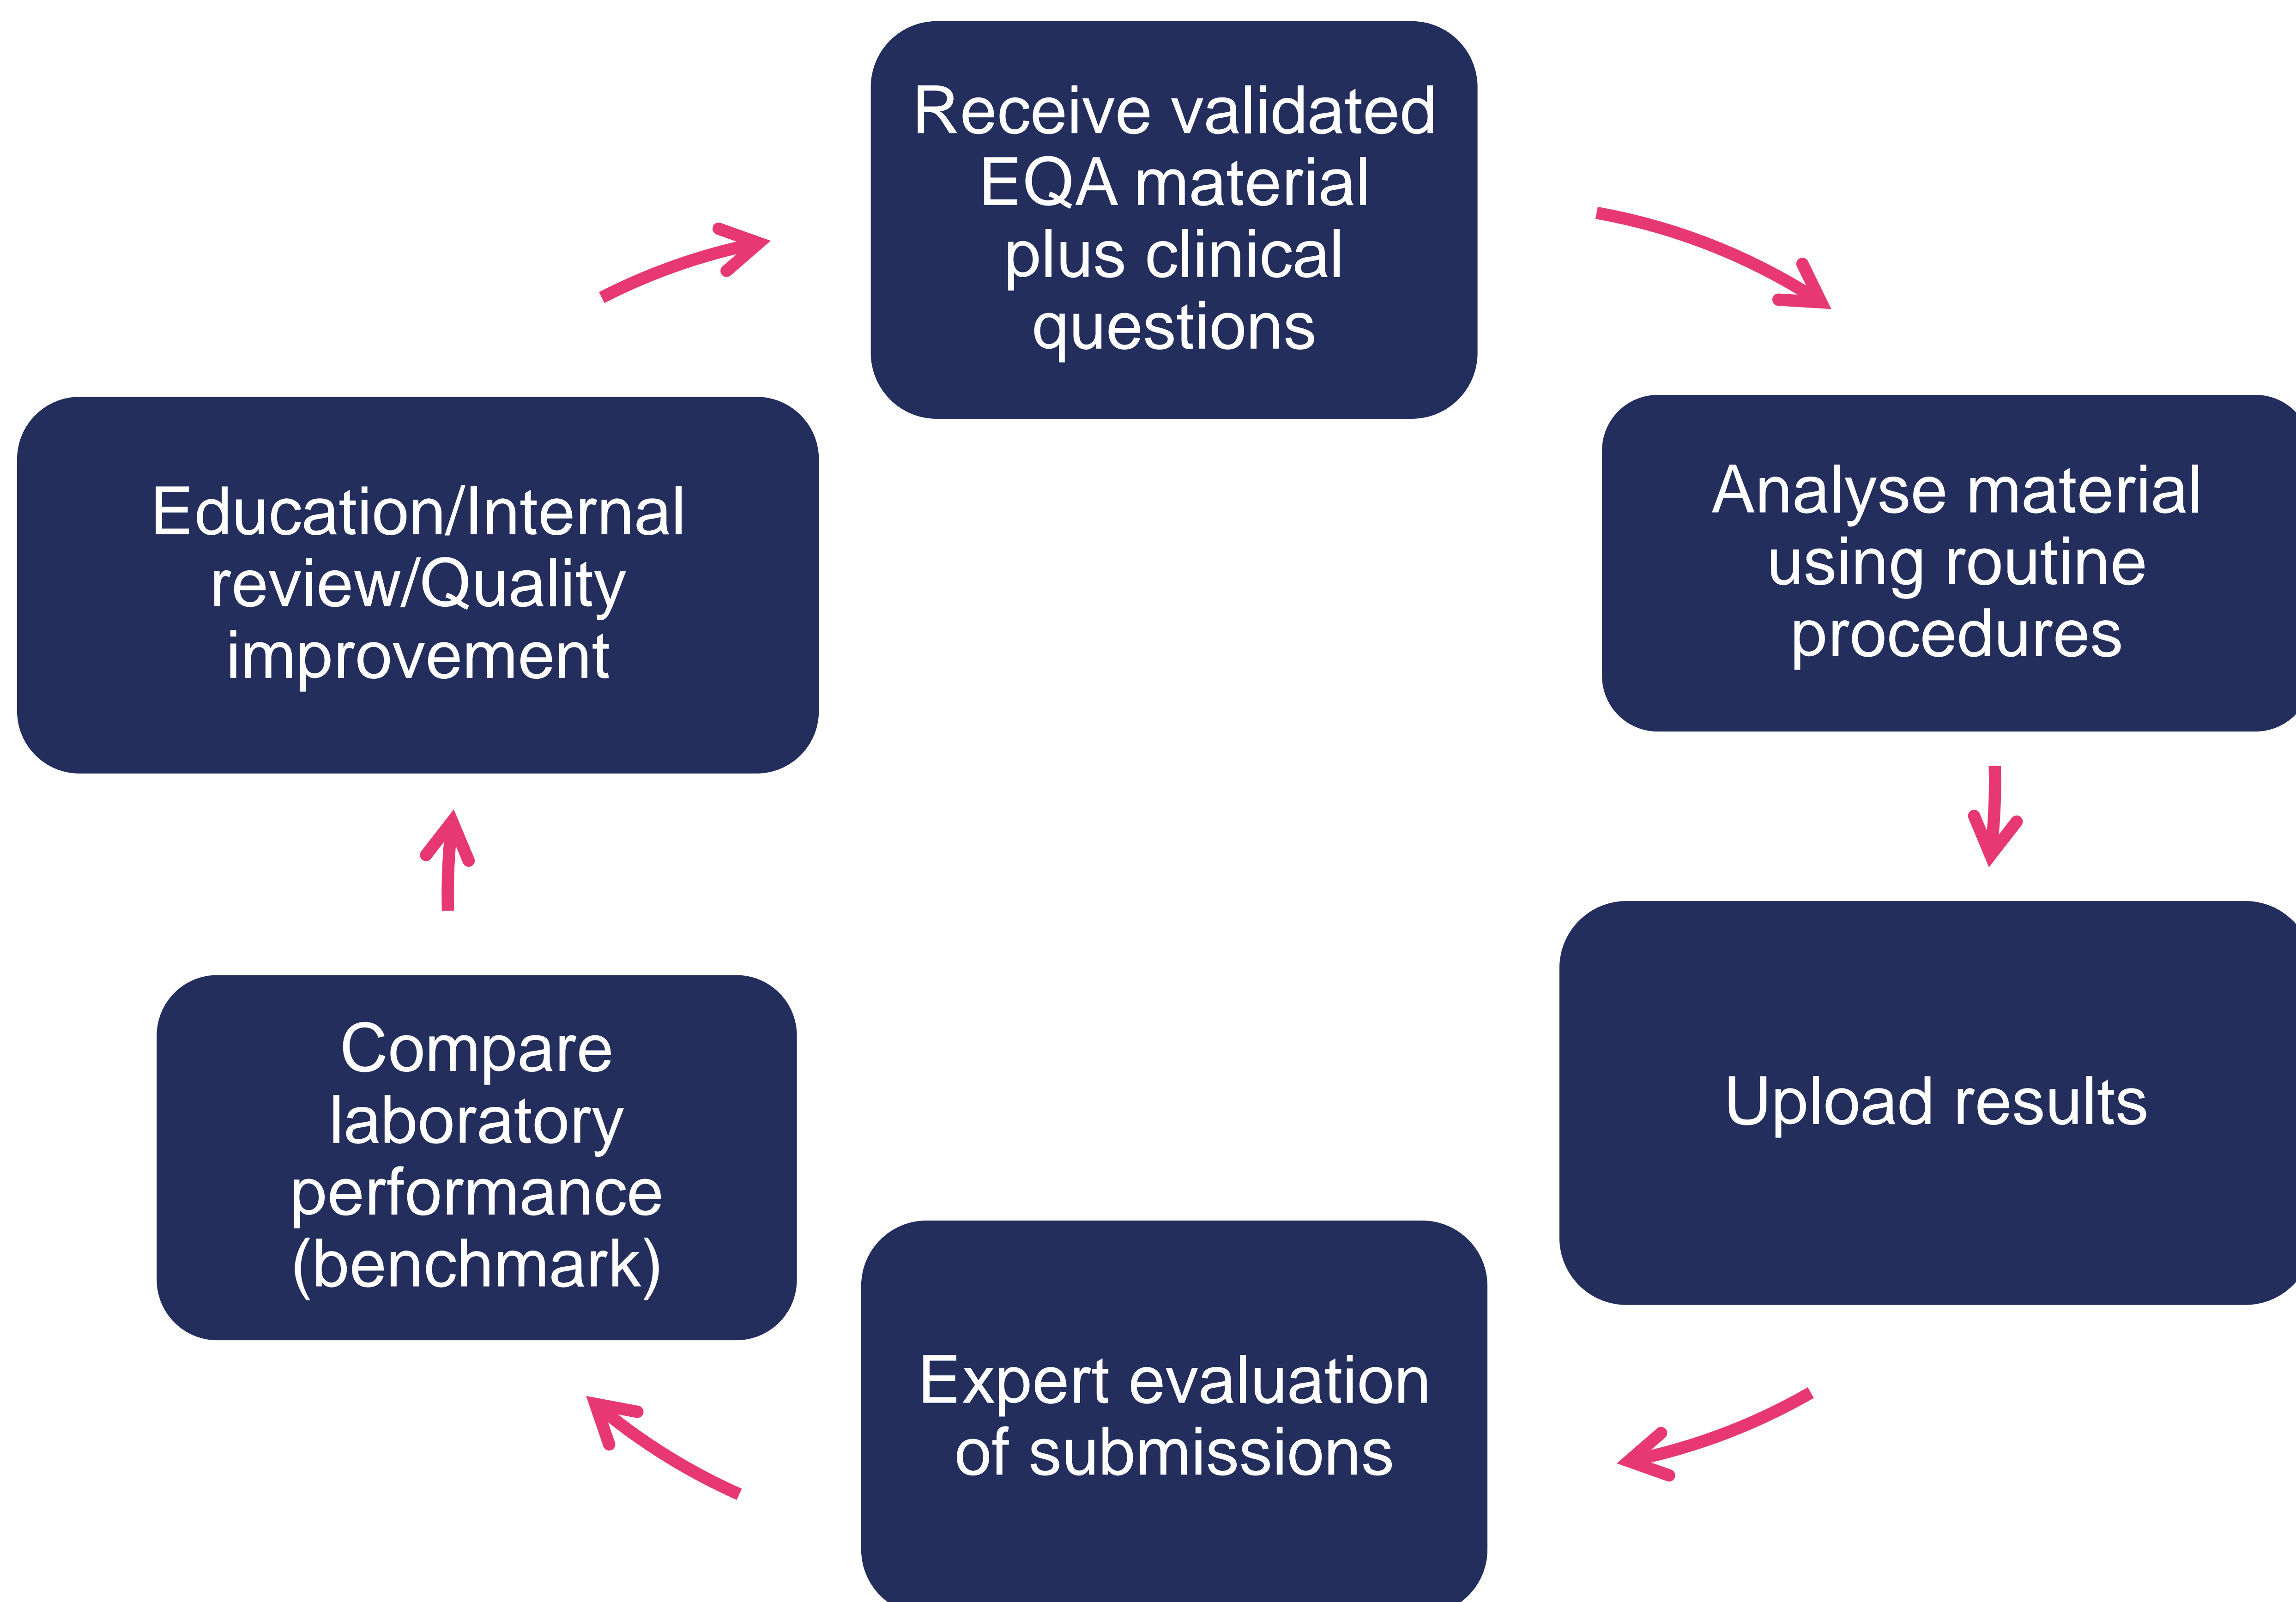 Receive validated
EQA material
plus clinical
questions
Analyse material
using routine
procedures
Upload results
Expert evaluation
of submissions
Compare
laboratory
performance
(benchmark)
Education/Internal
review/Quality
improvement